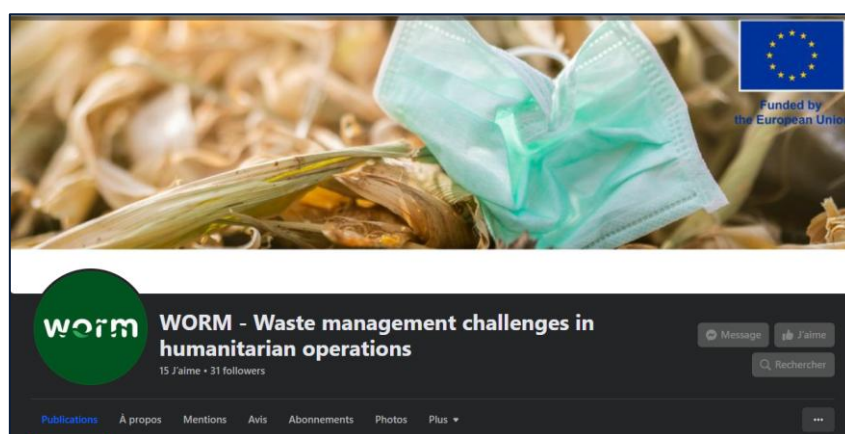 Funded by
the European Unio
worm
WORM - Waste management challenges in
humanitarian operations
15 J'aime • 31 followers
Message
J'aime
Rechercher
Publications À propos Mentions Avis Abonnements Photos Plus